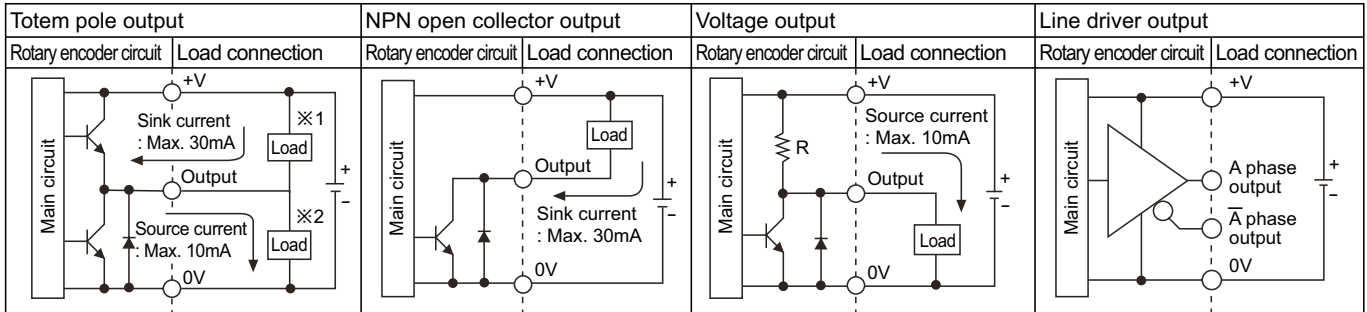 Totem pole output
NPN open collector output
Voltage output
Line driver output
Rotary encoder circuit
Load connection
Rotary encoder circuit
Load connection
Rotary encoder circuit
Load connection
Rotary encoder circuit
Load connection
Main circuit
+V
Sink current
: Max. 30mA
※1
Load
Output
+
−
Source current
: Max. 10mA
※2
Load
0V
Main circuit
+V
Load
Output
+
−
Sink current
: Max. 30mA
0V
Main circuit
+V
R
Source current
: Max. 10mA
Output
+
−
Load
0V
Main circuit
+V
A phase
output
+
−
A̅ phase
output
0V